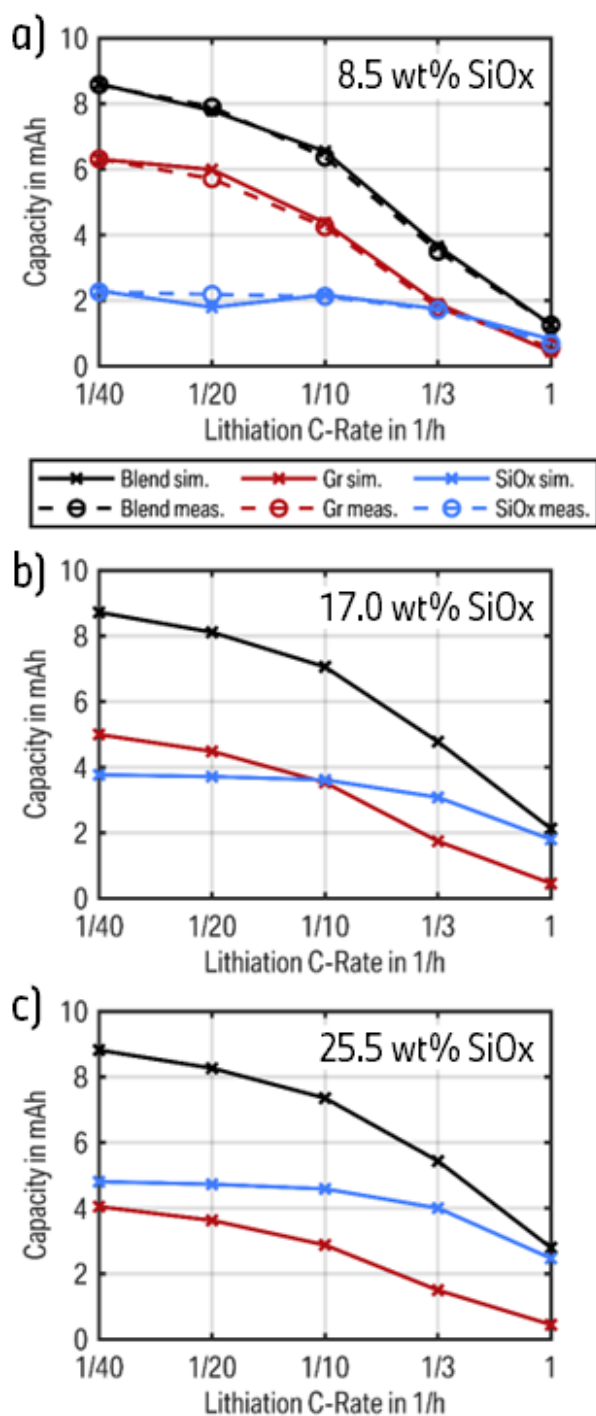 a)
8.5 wt% SiOx
Capacity in mAh
10
8
6
4
2
0
1/40 1/20 1/10 1/3 1
Lithiation C-Rate in 1/h
Blend sim. Gr sim. SiOx sim.
Blend meas. Gr meas. SiOx meas.
b)
17.0 wt% SiOx
Capacity in mAh
10
8
6
4
2
0
1/40 1/20 1/10 1/3 1
Lithiation C-Rate in 1/h
c)
25.5 wt% SiOx
Capacity in mAh
10
8
6
4
2
0
1/40 1/20 1/10 1/3 1
Lithiation C-Rate in 1/h